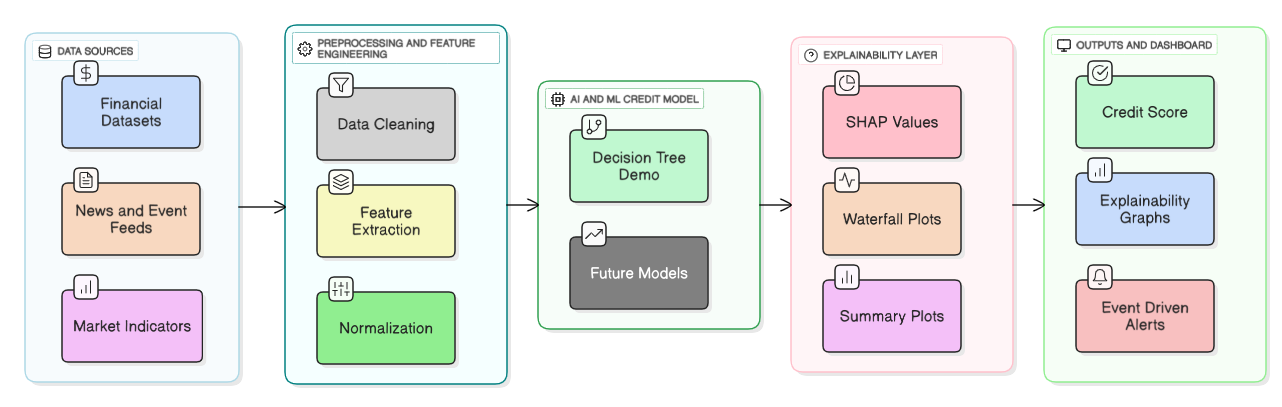 DATA SOURCES
Financial
Datasets
News and Event
Feeds
Market Indicators
PREPROCESSING AND FEATURE
ENGINEERING
Data Cleaning
Feature
Extraction
Normalization
AI AND ML CREDIT MODEL
Decision Tree
Demo
Future Models
EXPLAINABILITY LAYER
SHAP Values
Waterfall Plots
Summary Plots
OUTPUTS AND DASHBOARD
Credit Score
Explainability
Graphs
Event Driven
Alerts